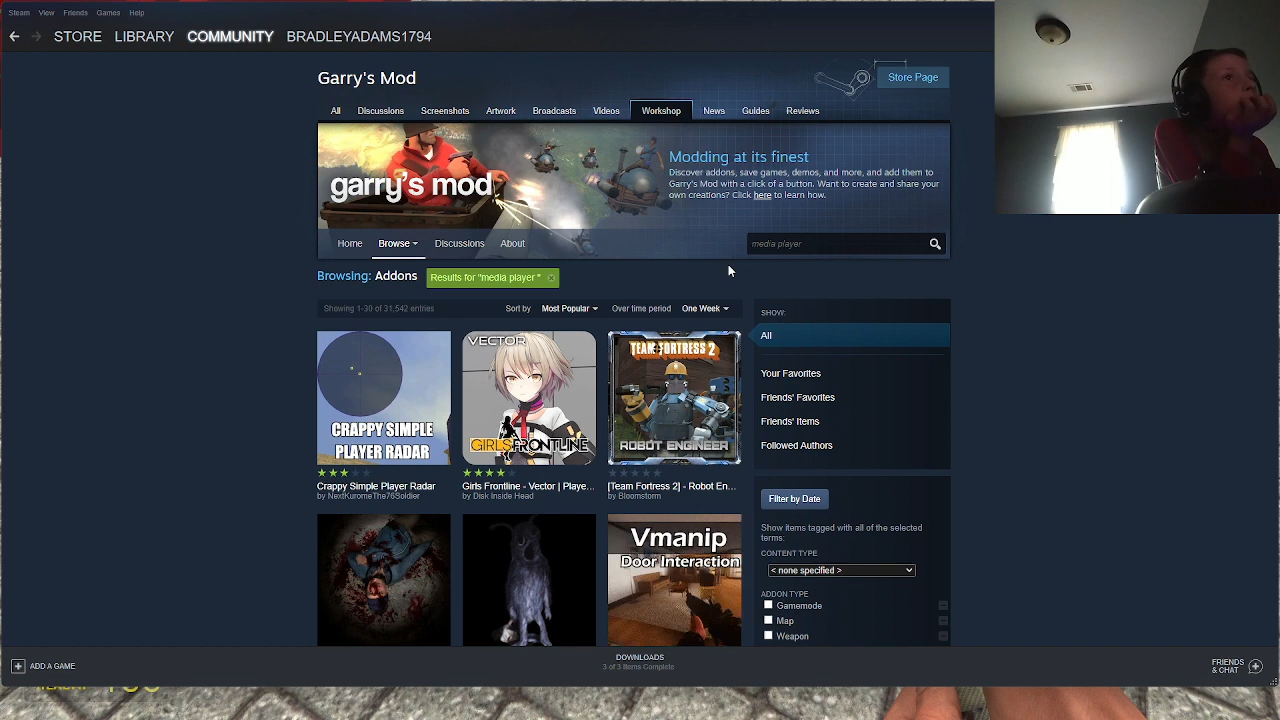 Steam View Friends Games Help
STORE LIBRARY COMMUNITY BRADLEYADAMS1794
Garry's Mod
Store Page
All Discussions Screenshots Artwork Broadcasts Videos Workshop News Guides Reviews
garry's mod
Modding at its finest
Discover addons, save games, demos, and more, and add them to
Garry's Mod with a click of a button. Want to create and share your
own creations? Click here to learn how.
Home Browse Discussions About
media player
Browsing: Addons Results for "media player "
Showing 1-30 of 31,542 entries Sort by Most Popular Over time period One Week
SHOW:
All
Your Favorites
Friends' Favorites
Friends' Items
Followed Authors
CRAPPY SIMPLE
PLAYER RADAR
VECTOR
GIRLS FRONTLINE
TEAM FORTRESS 2
ROBOT ENGINEER
Crappy Simple Player Radar
by NextKuromeThe76Soldier
Girls Frontline - Vector | Playe...
by Disk Inside Head
[Team Fortress 2] - Robot En...
by Bloomstorm
Vmanip
Door Interaction
Filter by Date
Show items tagged with all of the selected
terms:
CONTENT TYPE
< none specified >
ADDON TYPE
Gamemode
Map
Weapon
ADD A GAME
DOWNLOADS
3 of 3 Items Complete
FRIENDS
& CHAT